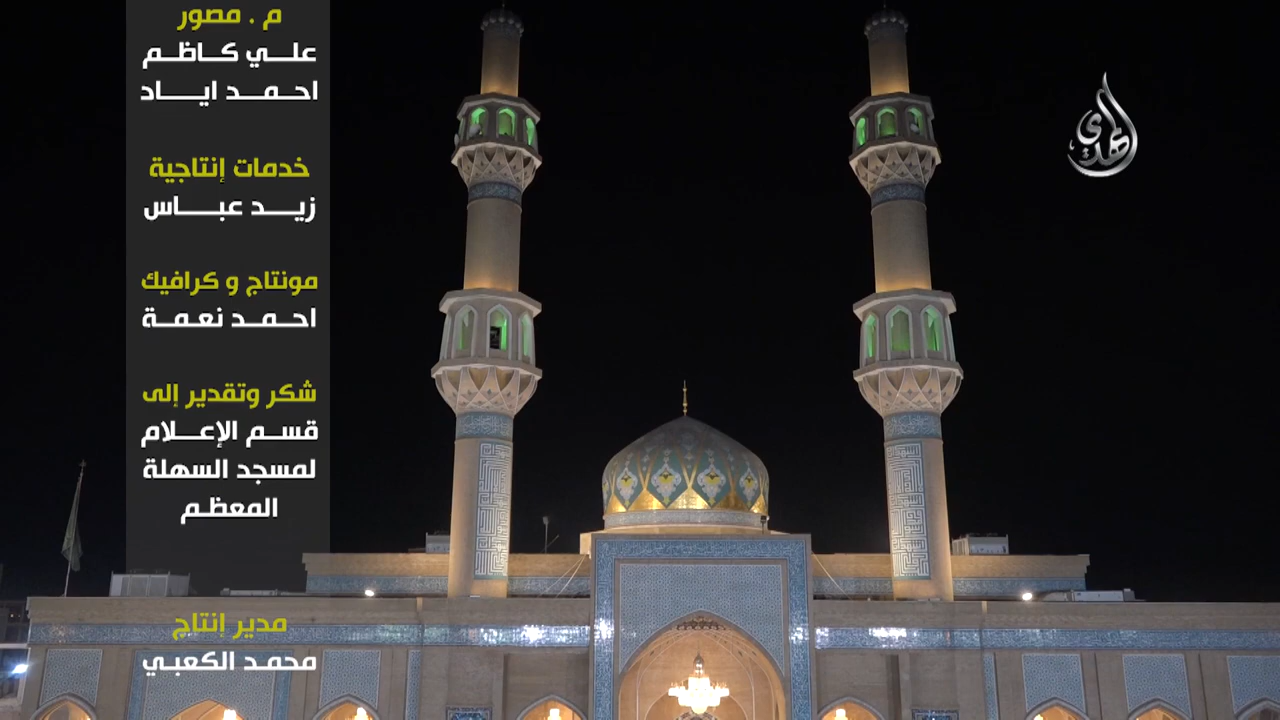 م . مصور
علي كاظم
احمد اياد
خدمات إنتاجية
زيد عباس
مونتاج و كرافيك
احمد نعمة
شكر وتقدير إلى
قسم الإعلام
لمسجد السهلة
المعظم
مدير إنتاج
محمد الكعبي
المهدي